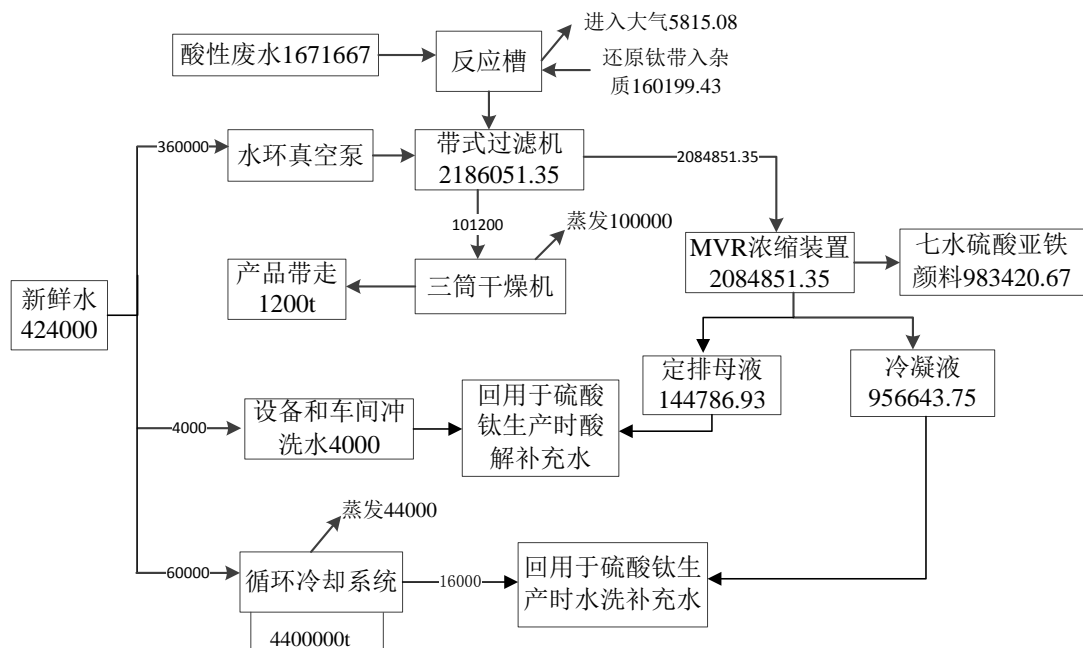 进入大气5815.08
酸性废水1671667
反应槽
还原钛带入杂
质160199.43
360000
水环真空泵
带式过滤机
2186051.35
2084851.35
101200
蒸发100000
MVR浓缩装置
2084851.35
七水硫酸亚铁
颜料983420.67
产品带走
1200t
三筒干燥机
新鲜水
424000
定排母液
144786.93
冷凝液
956643.75
4000
设备和车间冲
洗水4000
回用于硫酸
钛生产时酸
解补充水
蒸发44000
60000
循环冷却系统
16000
回用于硫酸钛生
产时水洗补充水
4400000t